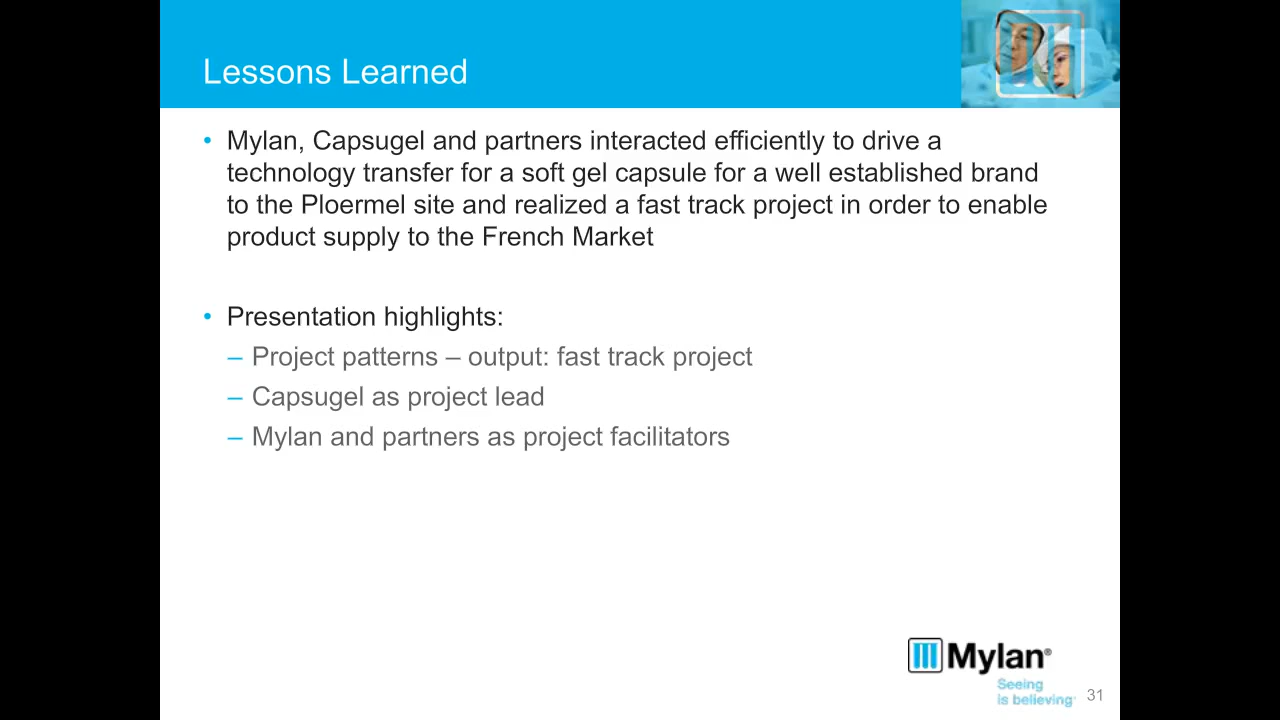 Lessons Learned
• Mylan, Capsugel and partners interacted efficiently to drive a
technology transfer for a soft gel capsule for a well established brand
to the Ploermel site and realized a fast track project in order to enable
product supply to the French Market
• Presentation highlights:
– Project patterns – output: fast track project
– Capsugel as project lead
– Mylan and partners as project facilitators
Mylan®
Seeing
is believing
31